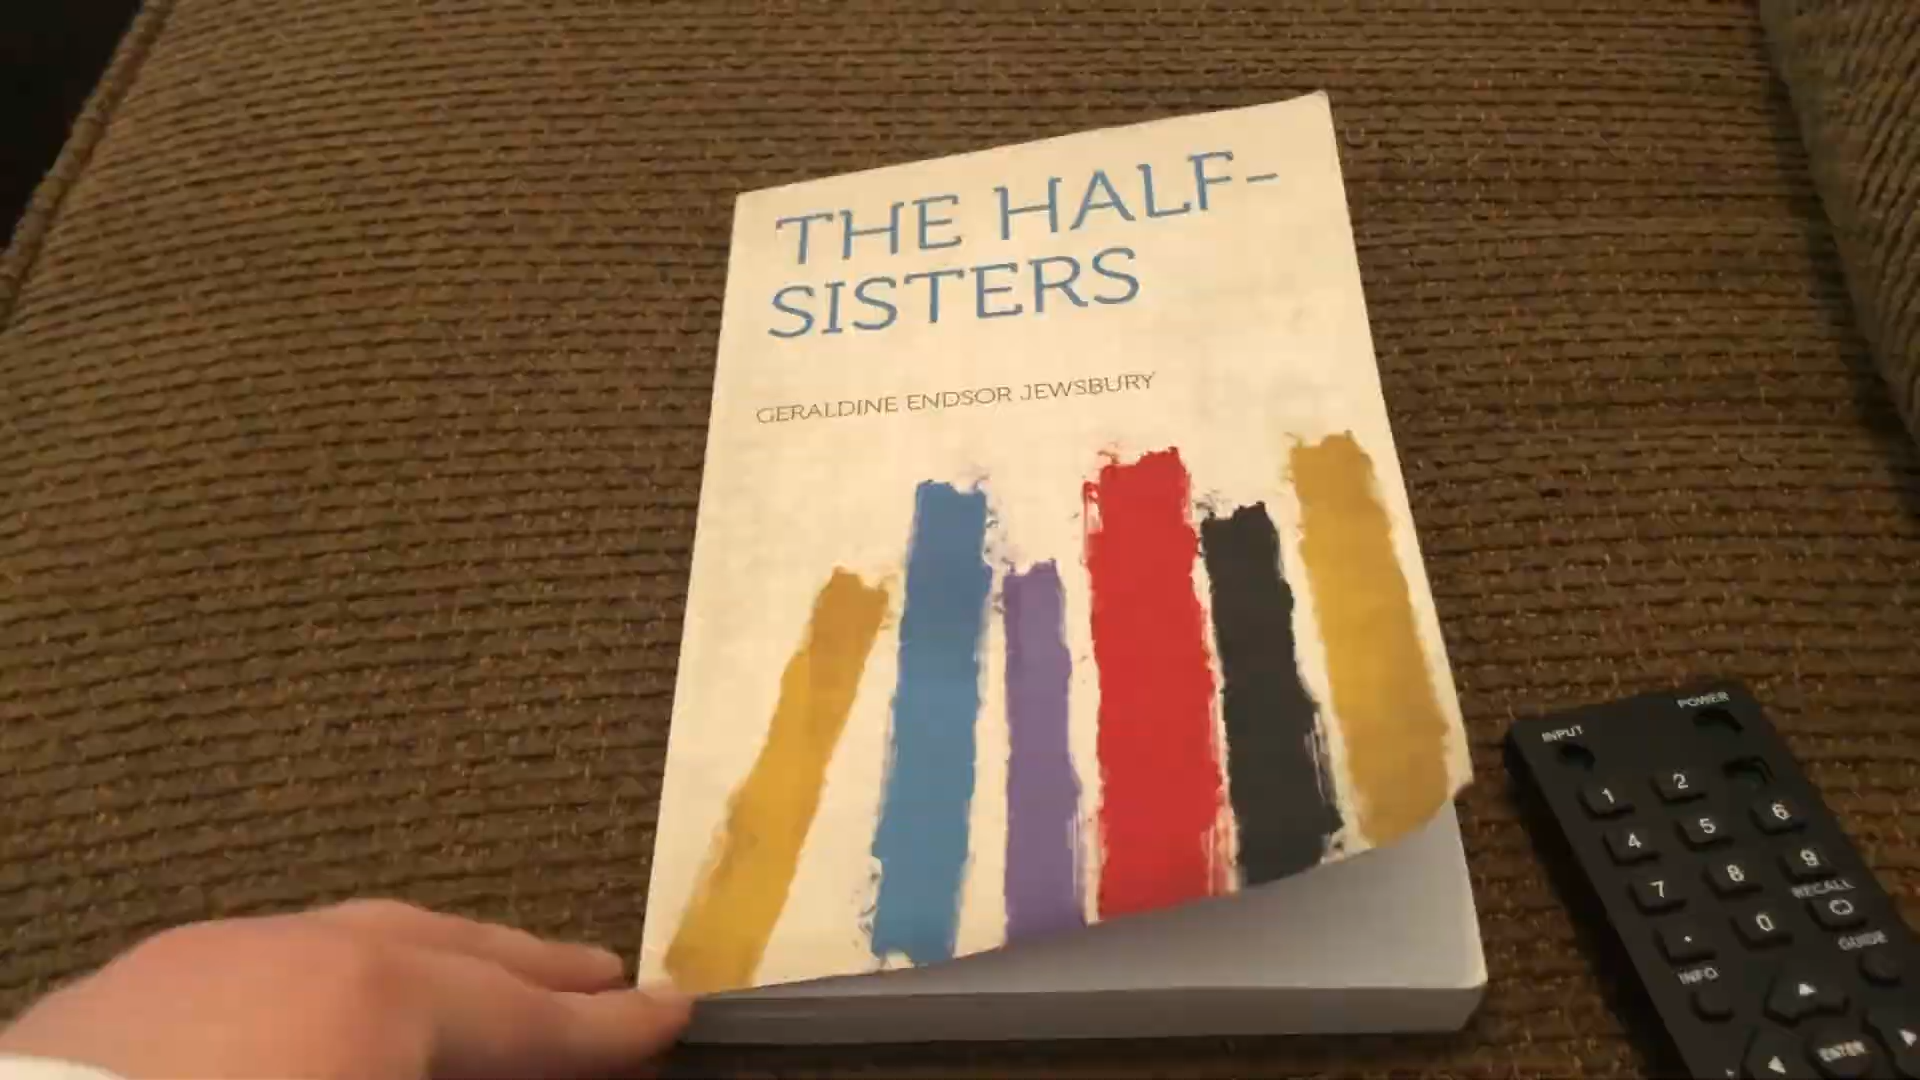 THE HALF-
SISTERS
GERALDINE ENDSOR JEWSBURY
POWER
INPUT
1 2
4 5 6
7 8 9
RECALL
. 0
GUIDE
INFO
ENTER